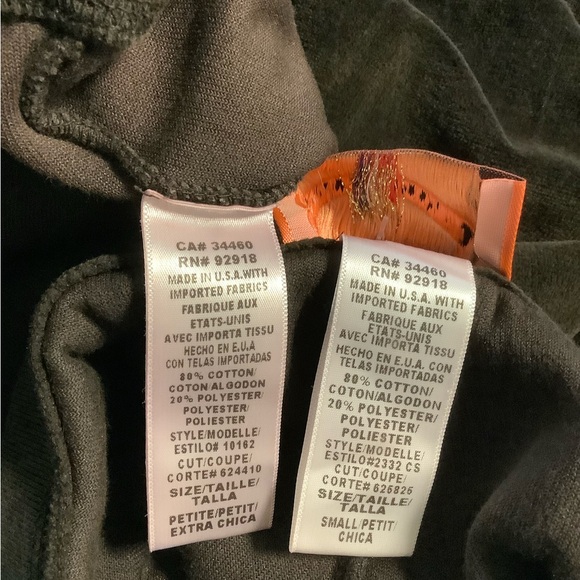 CA# 34460
RN# 92918
MADE IN U.S.A. WITH
IMPORTED FABRICS
FABRIQUE AUX
ETATS-UNIS
AVEC IMPORTA TISSU
HECHO EN E.U.A
CON TELAS IMPORTADAS
80% COTTON/
COTON/ALGODON
20% POLYESTER/
POLYESTER/
POLIESTER
STYLE/MODELLE/
ESTILO# 10162
CUT/COUPE/
CORTE# 624410
SIZE/TAILLE/
TALLA
PETITE/PETIT/
EXTRA CHICA
CA# 34460
RN# 92918
MADE IN U.S.A. WITH
IMPORTED FABRICS
FABRIQUE AUX
ETATS-UNIS
AVEC IMPORTA TISSU
HECHO EN E.U.A. CON
TELAS IMPORTADAS
80% COTTON/
COTON/ALGODON
20% POLYESTER/
POLYESTER/
POLIESTER
STYLE/MODELLE/
ESTILO#2332 CS
CUT/COUPE/
CORTE# 625825
SIZE/TAILLE/
TALLA
SMALL/PETIT/
CHICA